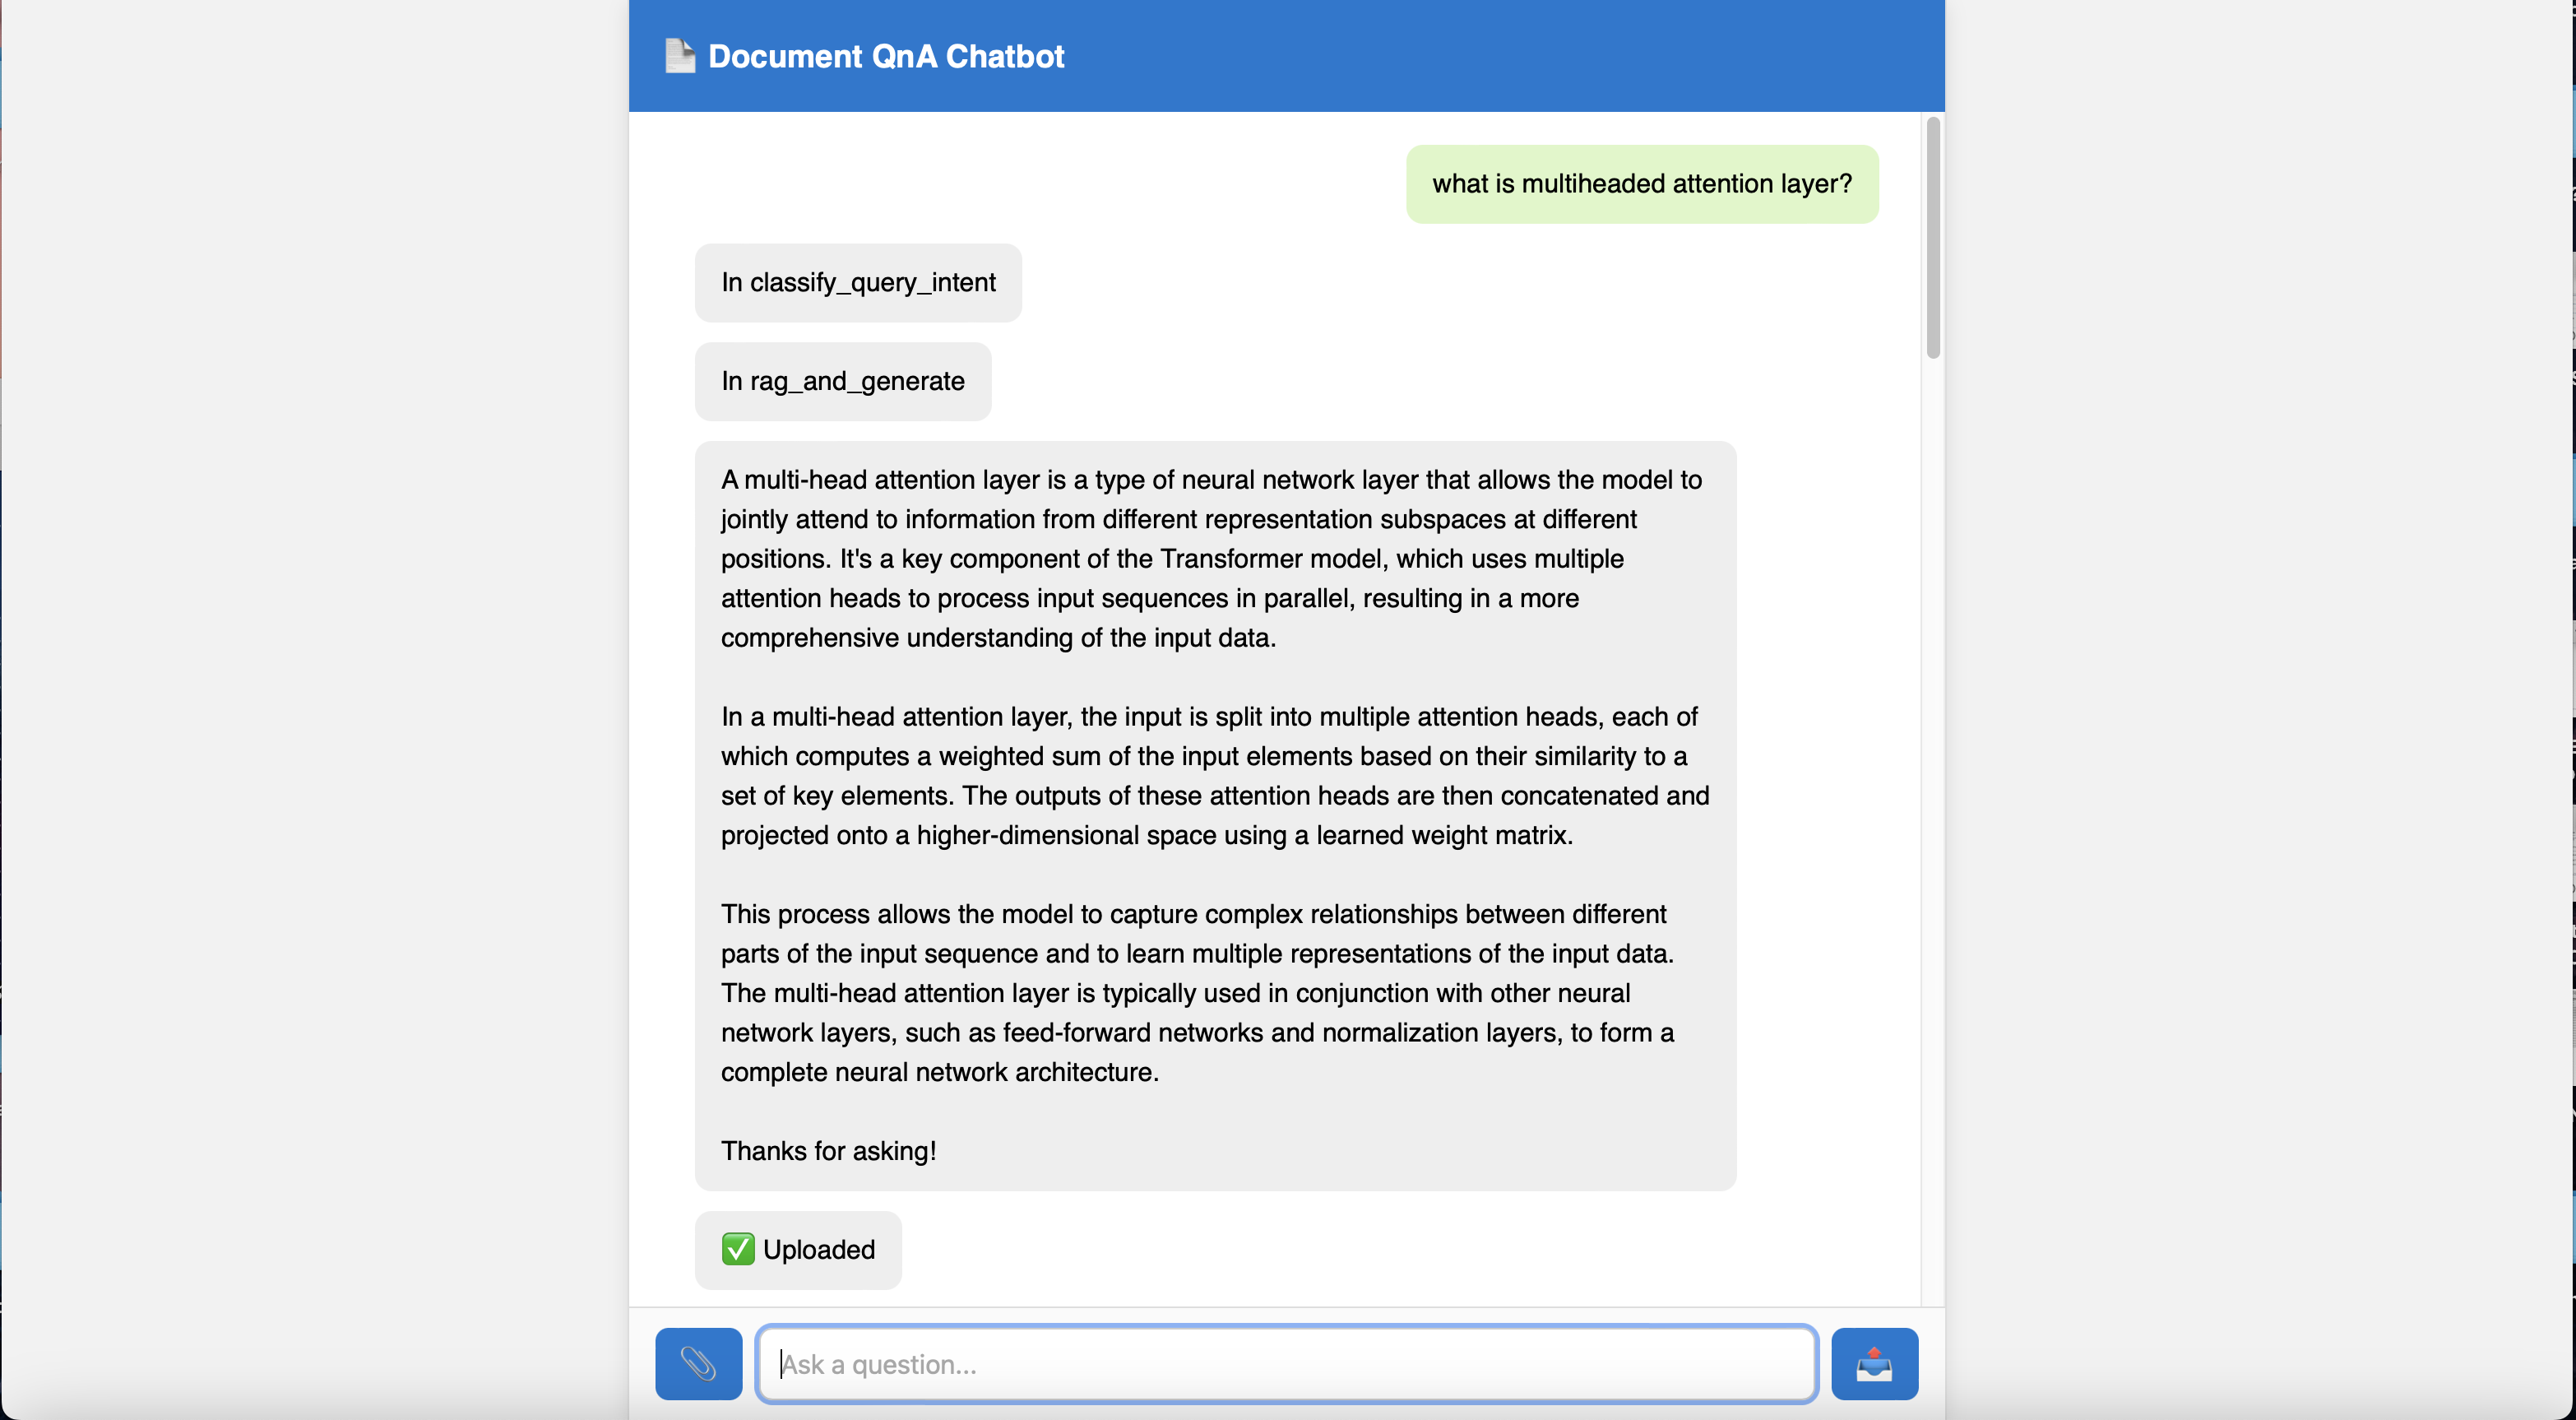 Document QnA Chatbot
what is multiheaded attention layer?
In classify_query_intent
In rag_and_generate
A multi-head attention layer is a type of neural network layer that allows the model to
jointly attend to information from different representation subspaces at different
positions. It's a key component of the Transformer model, which uses multiple
attention heads to process input sequences in parallel, resulting in a more
comprehensive understanding of the input data.
In a multi-head attention layer, the input is split into multiple attention heads, each of
which computes a weighted sum of the input elements based on their similarity to a
set of key elements. The outputs of these attention heads are then concatenated and
projected onto a higher-dimensional space using a learned weight matrix.
This process allows the model to capture complex relationships between different
parts of the input sequence and to learn multiple representations of the input data.
The multi-head attention layer is typically used in conjunction with other neural
network layers, such as feed-forward networks and normalization layers, to form a
complete neural network architecture.
Thanks for asking!
✅ Uploaded
Ask a question...